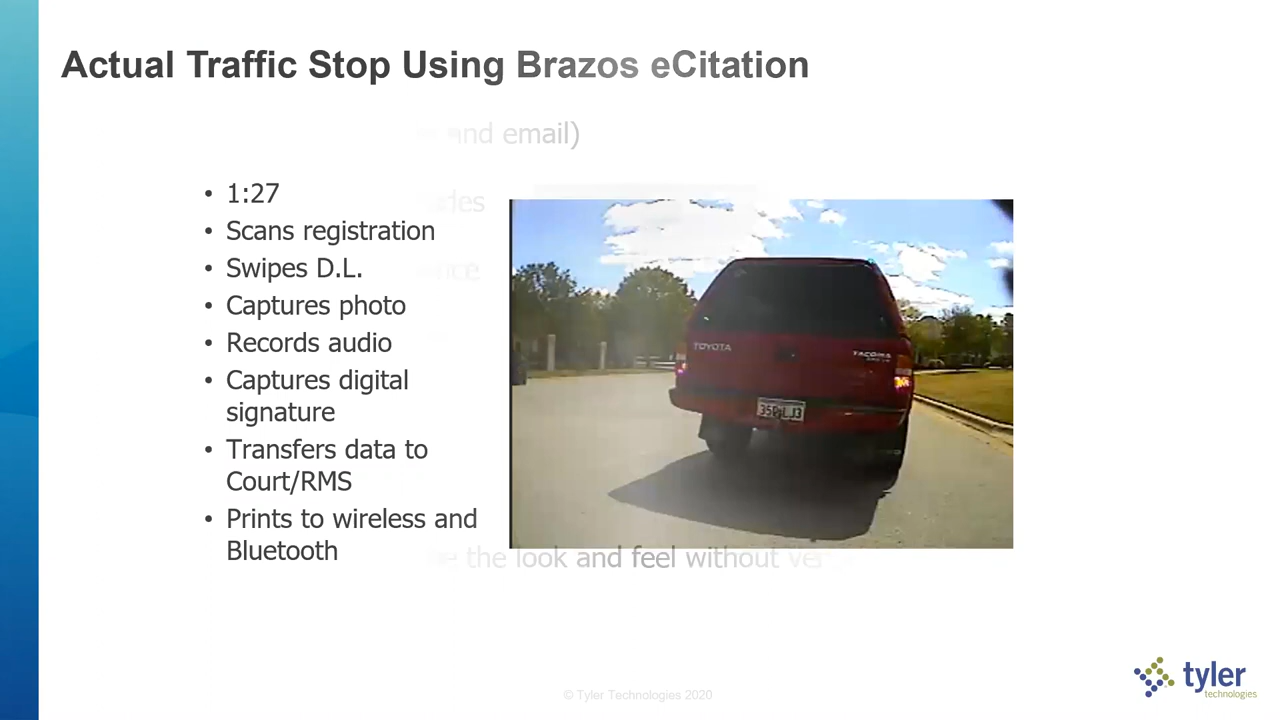 Actual Traffic Stop Using Brazos eCitation
and email)
• 1:27
• Scans registration
• Swipes D.L.
• Captures photo
• Records audio
• Captures digital
signature
• Transfers data to
Court/RMS
• Prints to wireless and
Bluetooth
the look and feel without
TOYOTA
TACOMA
© Tyler Technologies 2020
tyler
technologies